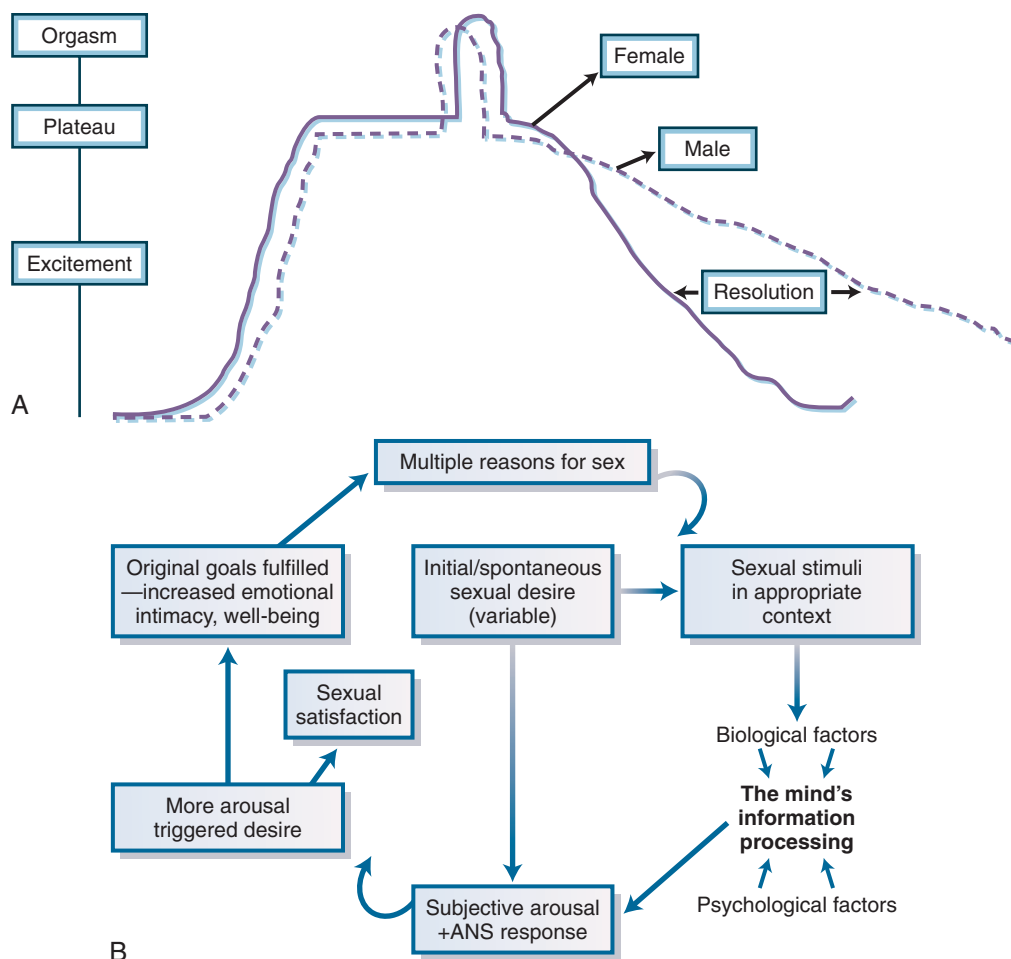 Orgasm
Plateau
Excitement
Female
Male
Resolution
A
Multiple reasons for sex
Original goals fulfilled
—increased emotional
intimacy, well-being
Initial/spontaneous
sexual desire
(variable)
Sexual stimuli
in appropriate
context
Sexual
satisfaction
Biological factors
The mind's
information
processing
Psychological factors
More arousal
triggered desire
Subjective arousal
+ANS response
B